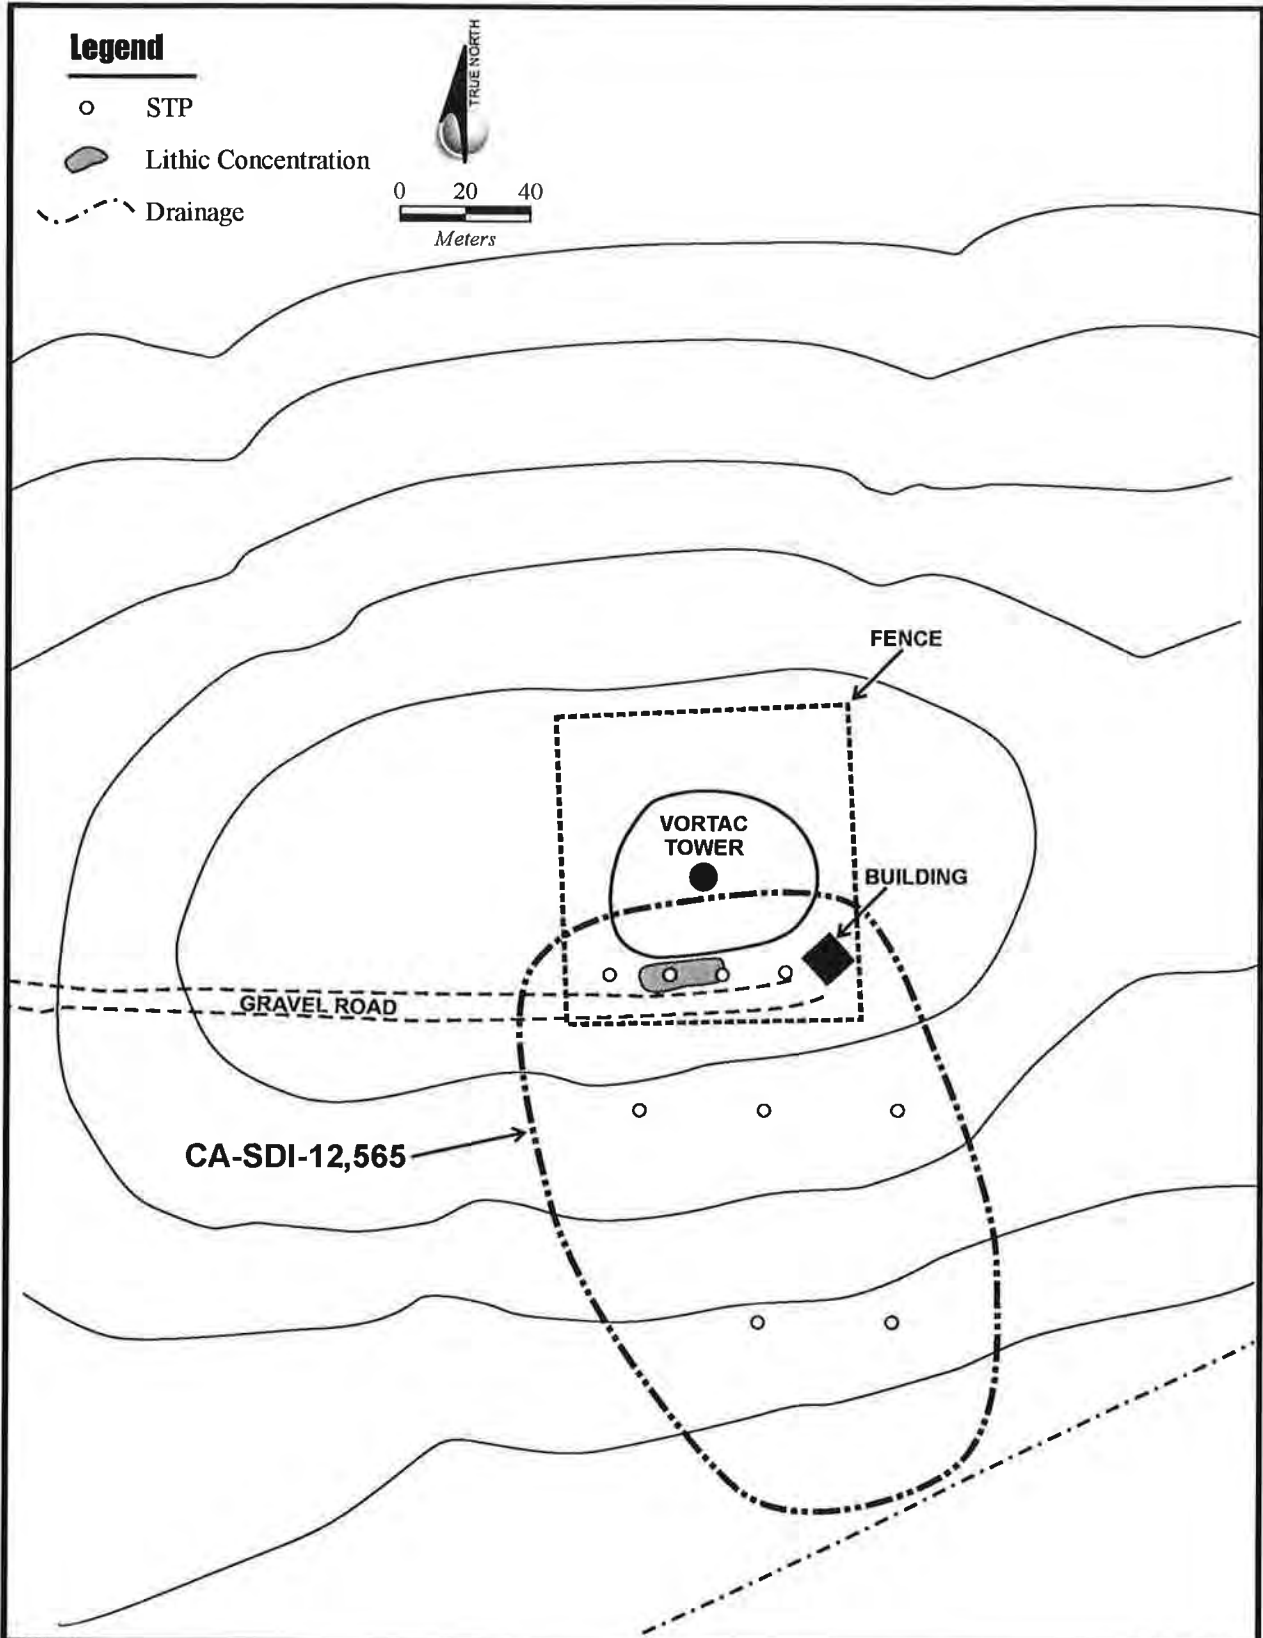 Legend
STP
Lithic Concentration
Drainage
TRUE NORTH
0 20 40
Meters
FENCE
VORTAC
TOWER
BUILDING
GRAVEL ROAD
CA-SDI-12,565